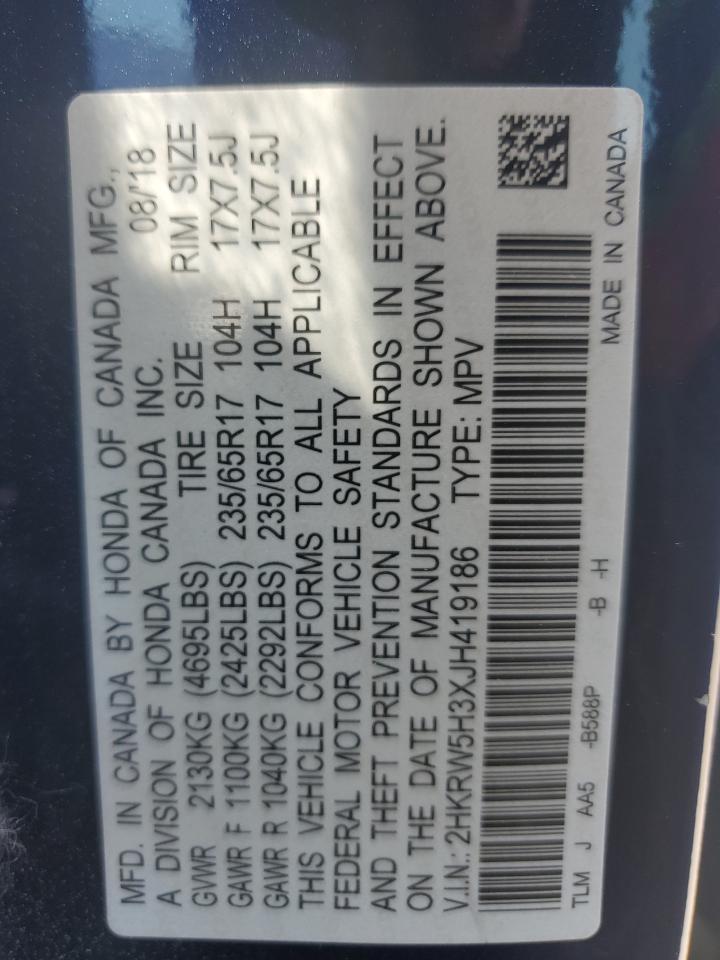 MFD. IN CANADA BY HONDA OF CANADA MFG.,
A DIVISION OF HONDA CANADA INC. 08/'18
GVWR 2130KG (4695LBS) TIRE SIZE RIM SIZE
GAWR F 1100KG (2425LBS) 235/65R17 104H 17X7.5J
GAWR R 1040KG (2292LBS) 235/65R17 104H 17X7.5J
THIS VEHICLE CONFORMS TO ALL APPLICABLE
FEDERAL MOTOR VEHICLE SAFETY
AND THEFT PREVENTION STANDARDS IN EFFECT
ON THE DATE OF MANUFACTURE SHOWN ABOVE.
V.I.N.: 2HKRW5H3XJH419186 TYPE: MPV
TLM J AA5 -B588P -B -H
MADE IN CANADA